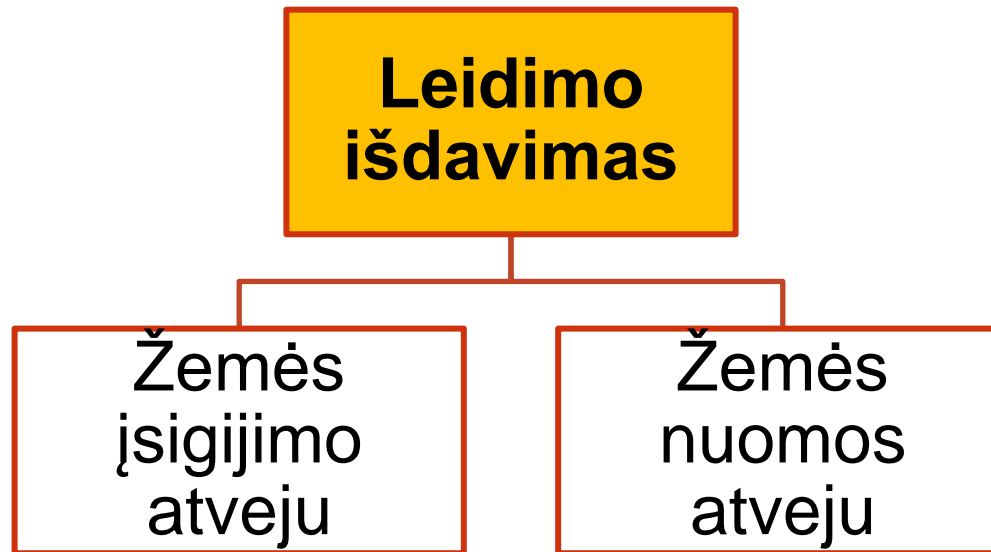 Leidimo
išdavimas
Žemės
įsigijimo
atveju
Žemės
nuomos
atveju